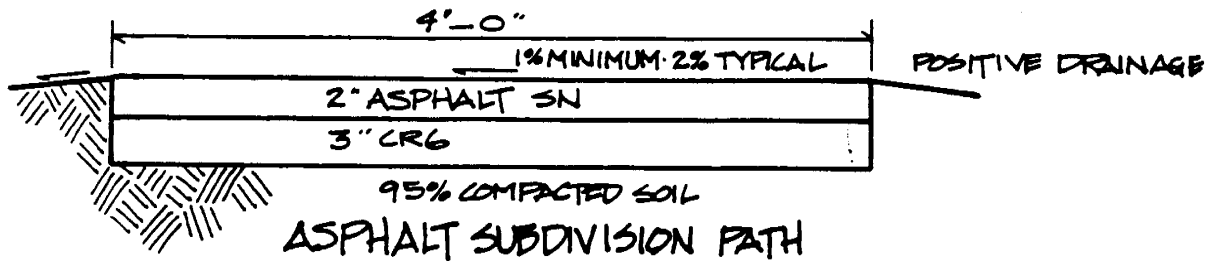 4'-0"
1% MINIMUM·2% TYPICAL
POSITIVE DRAINAGE
2" ASPHALT SN
3" CR6
95% COMPACTED SOIL
ASPHALT SUBDIVISION PATH